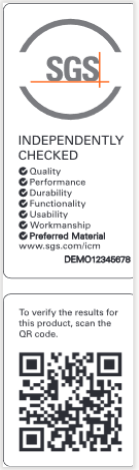 SGS
INDEPENDENTLY
CHECKED
Quality
Performance
Durability
Functionality
Usability
Workmanship
Preferred Material
www.sgs.com/icm
DEMO12345678
To verify the results for
this product, scan the
QR code.